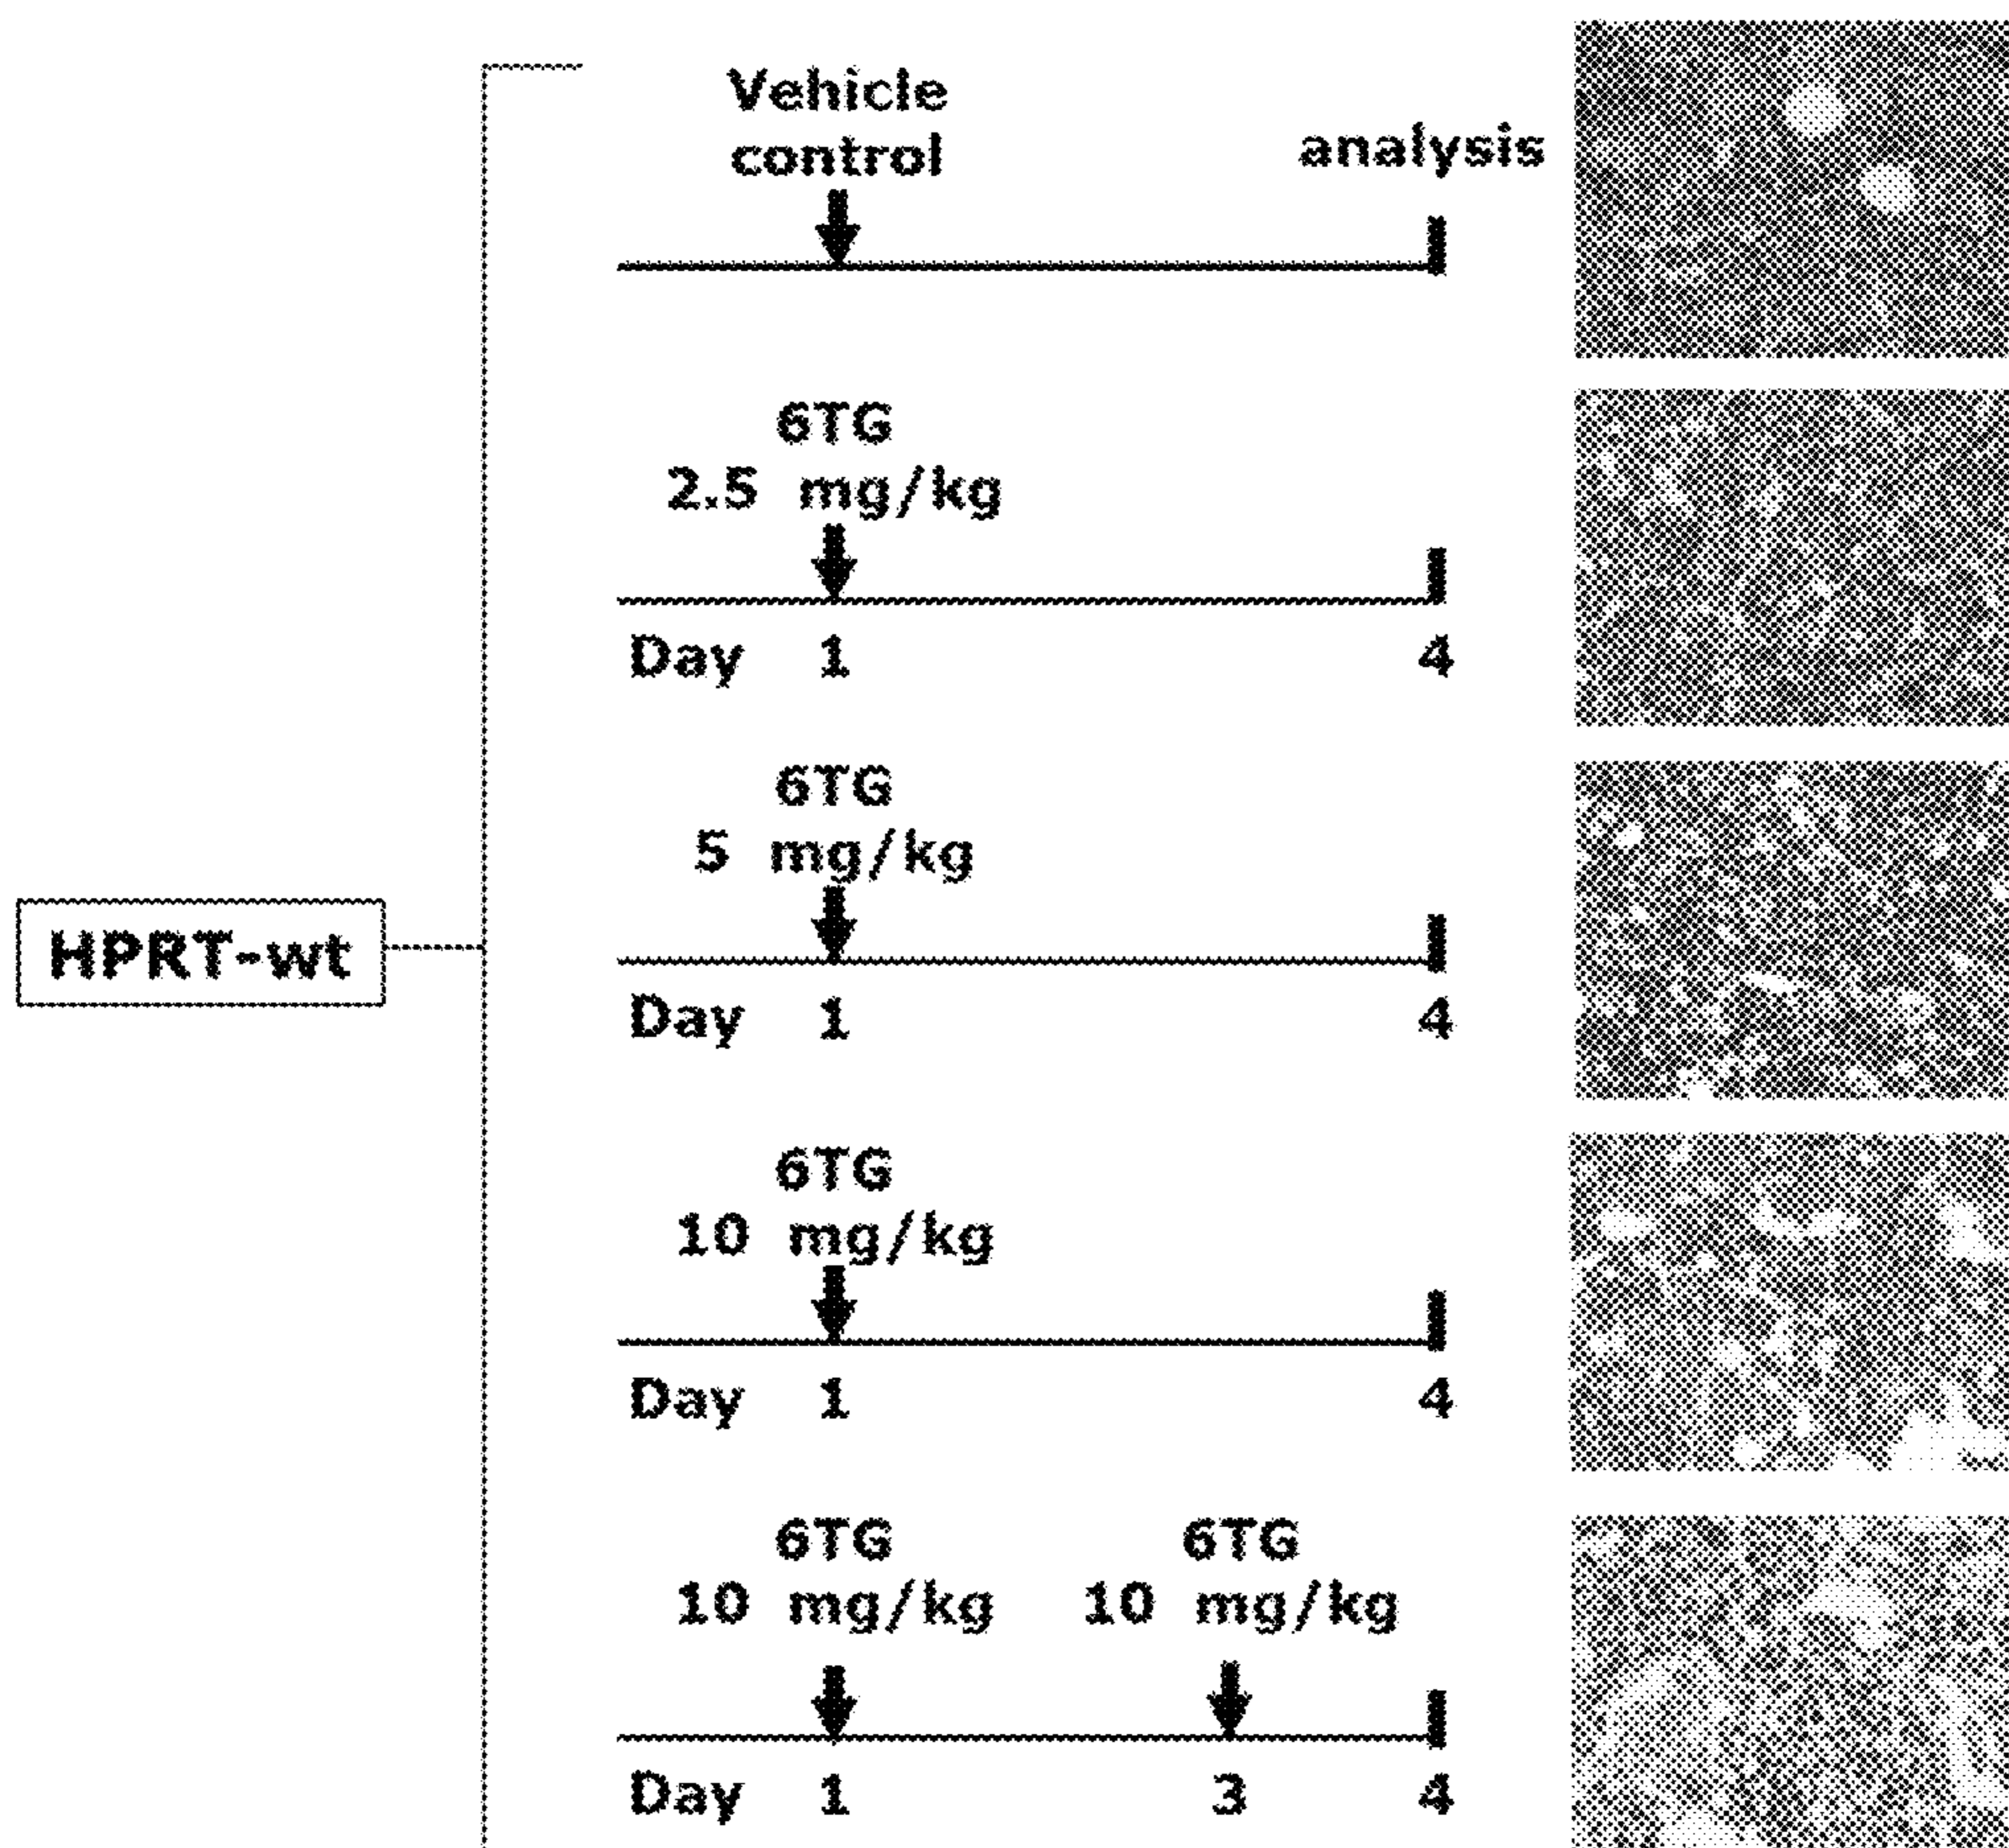 Vehicle
control
analysis
6TG
2.5 mg/kg
Day 1 4
6TG
5 mg/kg
HPRT-wt
Day 1 4
6TG
10 mg/kg
Day 1 4
6TG 6TG
10 mg/kg 10 mg/kg
Day 1 3 4